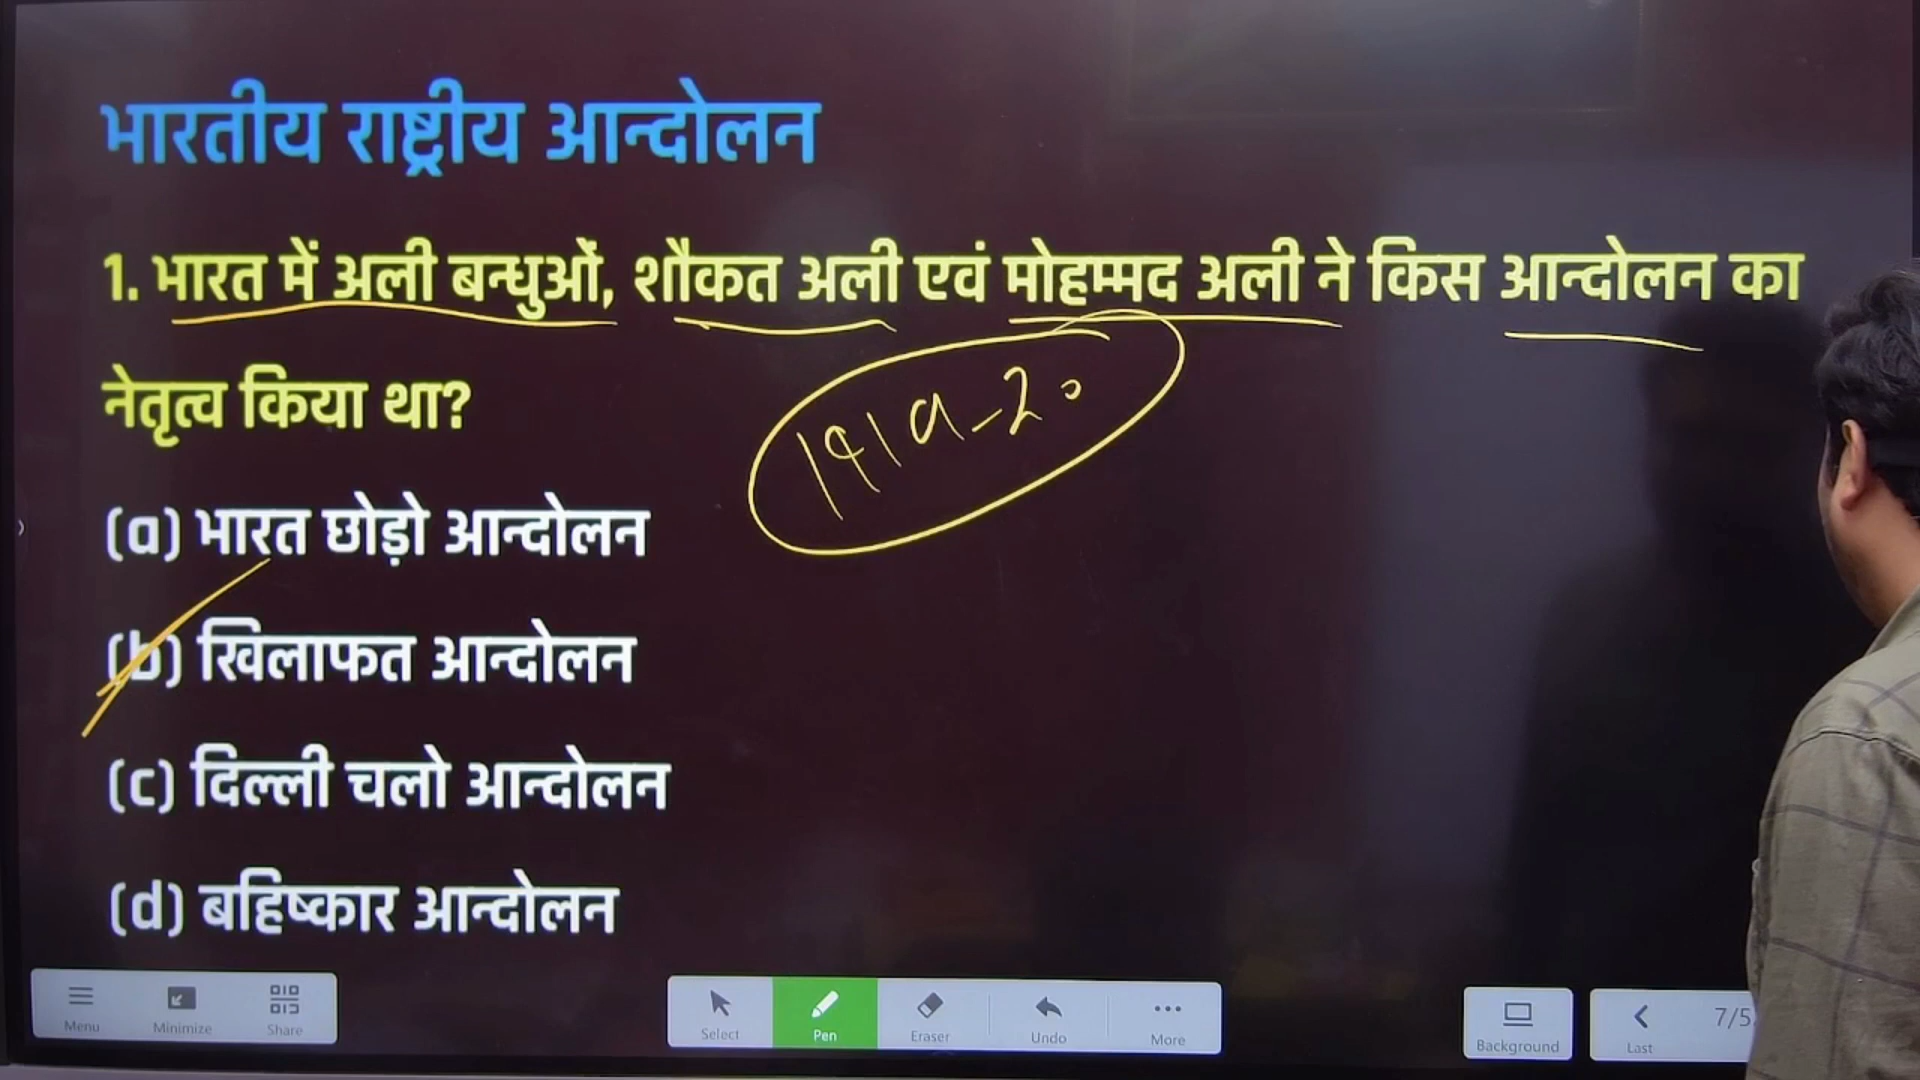 भारतीय राष्ट्रीय आन्दोलन
1. भारत में अली बन्धुओं, शौकत अली एवं मोहम्मद अली ने किस आन्दोलन का
नेतृत्व किया था?
1919-20
(a) भारत छोड़ो आन्दोलन
(b) खिलाफत आन्दोलन
(c) दिल्ली चलो आन्दोलन
(d) बहिष्कार आन्दोलन
Menu Minimize Share Select Pen Eraser Undo More Background Last 7/5